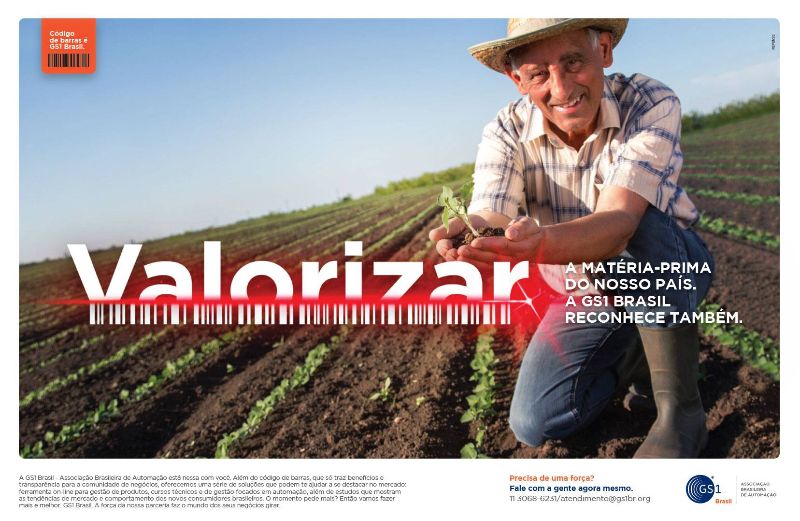 Código
de barras é
GS1 Brasil.
Valorizar
A MATÉRIA-PRIMA
DO NOSSO PAÍS.
A GS1 BRASIL
RECONHECE TAMBÉM.
A GS1 Brasil - Associação Brasileira de Automação está nessa com você. Além do código de barras, que só traz benefícios e
transparência para a comunidade de negócios, oferecemos uma série de soluções que podem te ajudar a se destacar no mercado:
ferramenta on-line para gestão de produtos, cursos técnicos e de gestão focados em automação, além de estudos que mostram
as tendências de mercado e comportamento dos novos consumidores brasileiros. O momento pede mais? Então vamos fazer
mais e melhor. GS1 Brasil. A força da nossa parceria faz o mundo dos seus negócios girar.
Precisa de uma força?
Fale com a gente agora mesmo.
11 3068-6231/atendimento@gs1br.org
GS1
Brasil
ASSOCIAÇÃO
BRASILEIRA
DE AUTOMAÇÃO